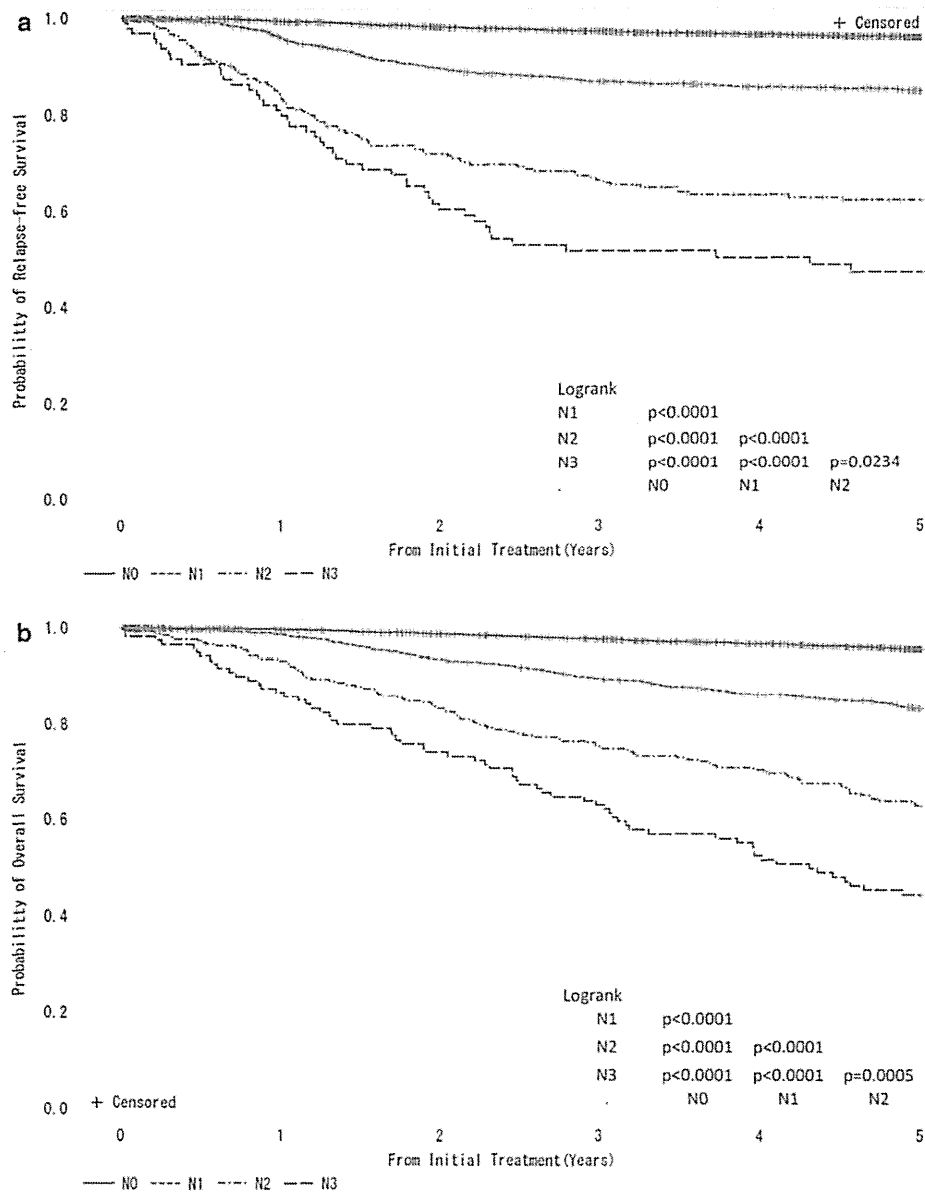 a
+ Censored
Probabilitty of Relapse-free Survival
1.0
0.8
0.6
0.4
0.2
0.0
Logrank
N1 p<0.0001
N2 p<0.0001 p<0.0001
N3 p<0.0001 p<0.0001 p=0.0234
. N0 N1 N2
0 1 2 3 4 5
From Initial Treatment(Years)
N0 N1 N2 N3
b
Probabilitty of Overall Survival
1.0
0.8
0.6
0.4
0.2
0.0
Logrank
N1 p<0.0001
N2 p<0.0001 p<0.0001
N3 p<0.0001 p<0.0001 p=0.0005
. N0 N1 N2
+ Censored
0 1 2 3 4 5
From Initial Treatment(Years)
N0 N1 N2 N3